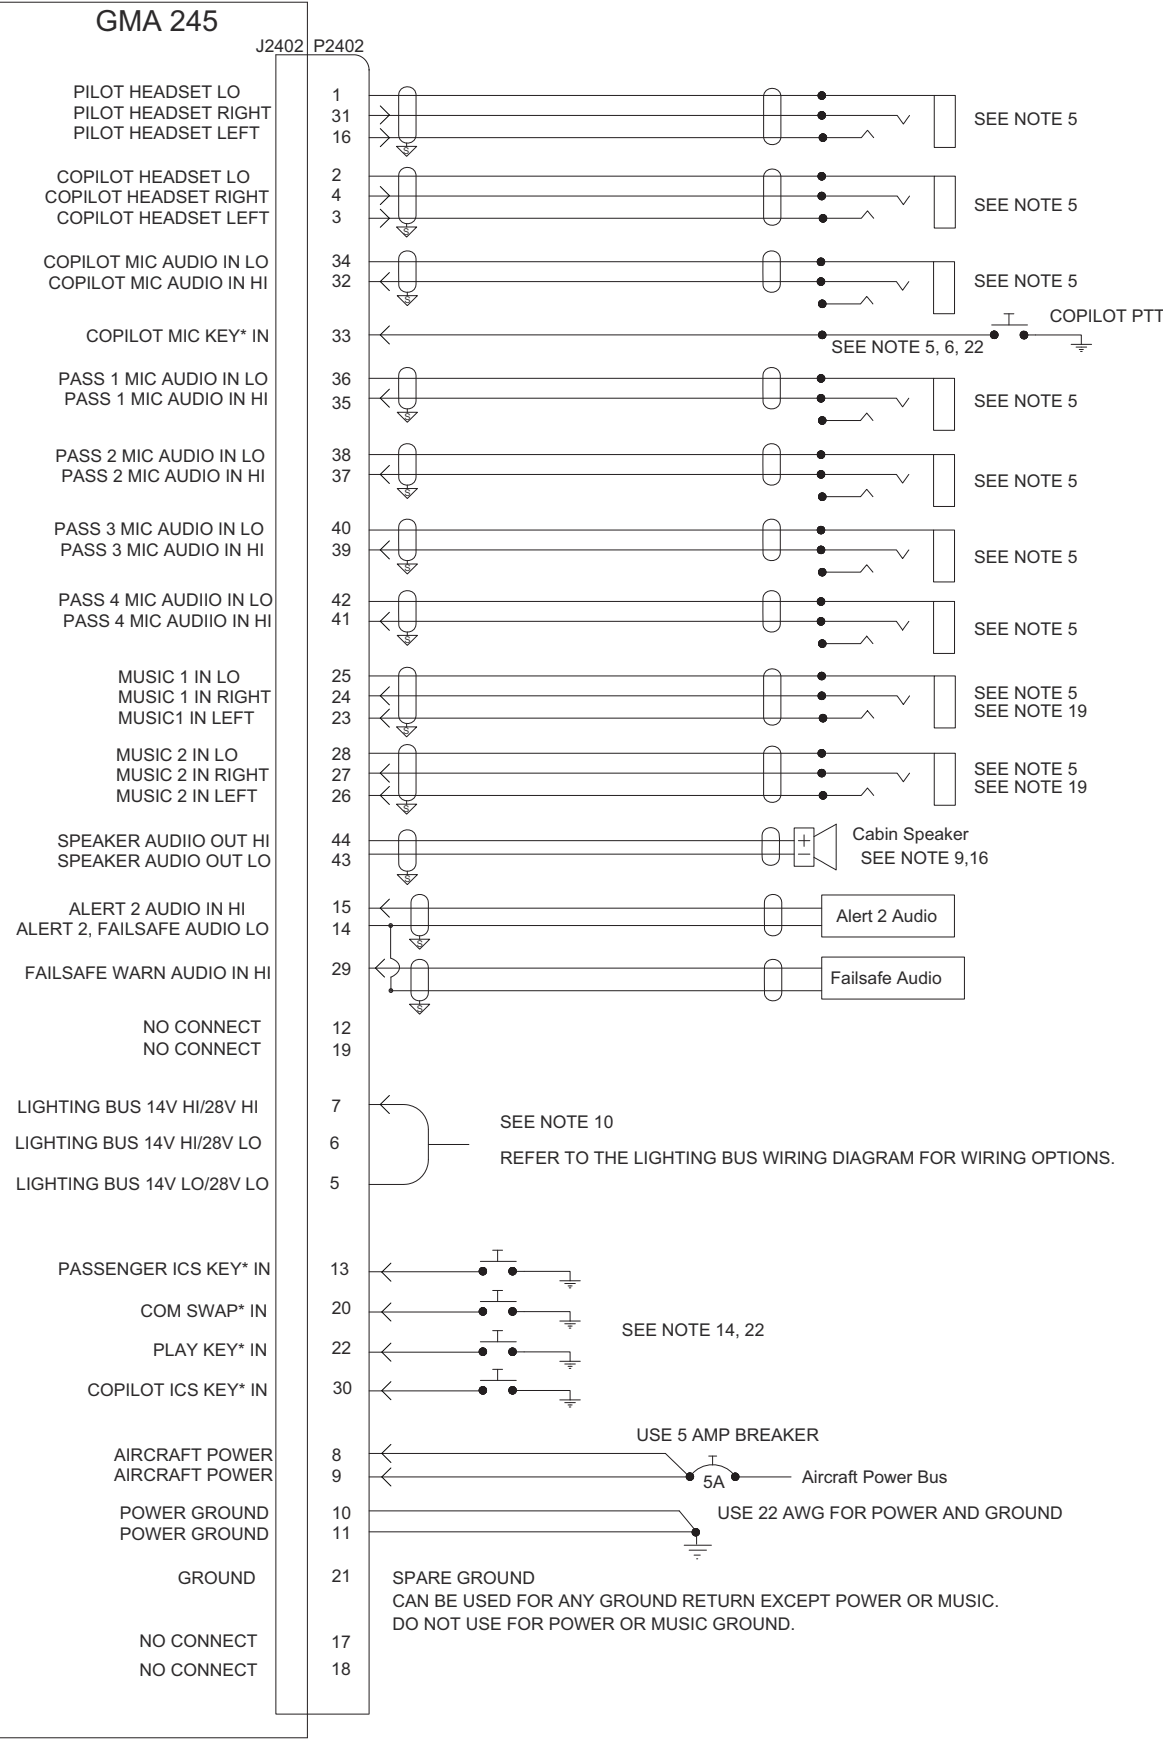 GMA 245
J2402 P2402
PILOT HEADSET LO 1
PILOT HEADSET RIGHT 31 SEE NOTE 5
PILOT HEADSET LEFT 16
S
COPILOT HEADSET LO 2
COPILOT HEADSET RIGHT 4 SEE NOTE 5
COPILOT HEADSET LEFT 3
S
COPILOT MIC AUDIO IN LO 34
COPILOT MIC AUDIO IN HI 32 SEE NOTE 5
S
COPILOT PTT
COPILOT MIC KEY* IN 33
SEE NOTE 5, 6, 22
PASS 1 MIC AUDIO IN LO 36
PASS 1 MIC AUDIO IN HI 35 SEE NOTE 5
S
PASS 2 MIC AUDIO IN LO 38
PASS 2 MIC AUDIO IN HI 37 SEE NOTE 5
S
PASS 3 MIC AUDIO IN LO 40
PASS 3 MIC AUDIO IN HI 39 SEE NOTE 5
S
PASS 4 MIC AUDIIO IN LO 42
PASS 4 MIC AUDIIO IN HI 41 SEE NOTE 5
S
MUSIC 1 IN LO 25
MUSIC 1 IN RIGHT 24 SEE NOTE 5
MUSIC1 IN LEFT 23 SEE NOTE 19
S
MUSIC 2 IN LO 28
MUSIC 2 IN RIGHT 27 SEE NOTE 5
MUSIC 2 IN LEFT 26 SEE NOTE 19
S
SPEAKER AUDIIO OUT HI 44 + Cabin Speaker
SPEAKER AUDIO OUT LO 43 – SEE NOTE 9,16
S
ALERT 2 AUDIO IN HI 15 Alert 2 Audio
ALERT 2, FAILSAFE AUDIO LO 14
S
FAILSAFE WARN AUDIO IN HI 29 Failsafe Audio
S
NO CONNECT 12
NO CONNECT 19
LIGHTING BUS 14V HI/28V HI 7
SEE NOTE 10
LIGHTING BUS 14V HI/28V LO 6
REFER TO THE LIGHTING BUS WIRING DIAGRAM FOR WIRING OPTIONS.
LIGHTING BUS 14V LO/28V LO 5
PASSENGER ICS KEY* IN 13
COM SWAP* IN 20
SEE NOTE 14, 22
PLAY KEY* IN 22
COPILOT ICS KEY* IN 30
USE 5 AMP BREAKER
AIRCRAFT POWER 8
AIRCRAFT POWER 9 5A Aircraft Power Bus
POWER GROUND 10 USE 22 AWG FOR POWER AND GROUND
POWER GROUND 11
GROUND 21 SPARE GROUND
CAN BE USED FOR ANY GROUND RETURN EXCEPT POWER OR MUSIC.
DO NOT USE FOR POWER OR MUSIC GROUND.
NO CONNECT 17
NO CONNECT 18